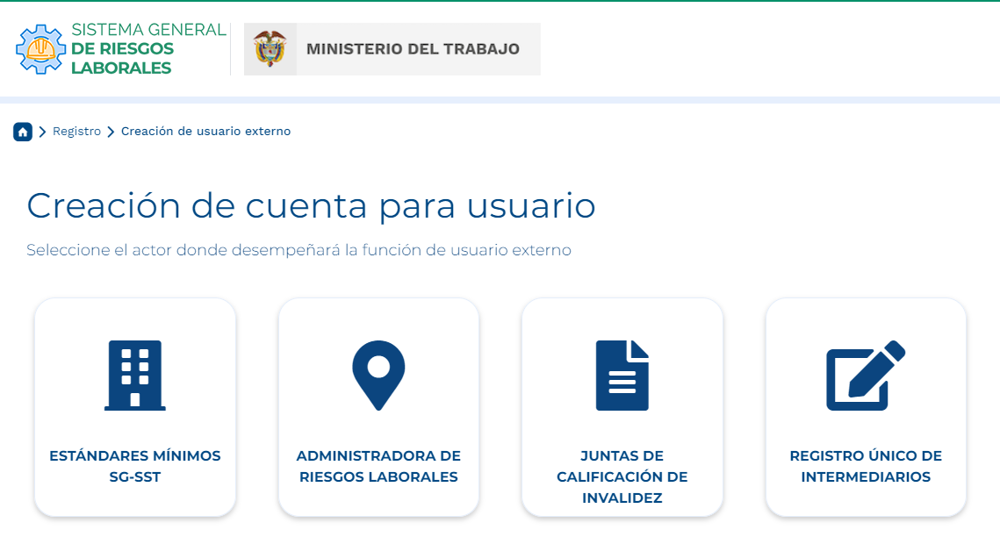 SISTEMA GENERAL
DE RIESGOS
LABORALES
MINISTERIO DEL TRABAJO
Registro
Creación de usuario externo
Creación de cuenta para usuario
Seleccione el actor donde desempeñará la función de usuario externo
ESTÁNDARES MÍNIMOS
SG-SST
ADMINISTRADORA DE
RIESGOS LABORALES
JUNTAS DE
CALIFICACIÓN DE
INVALIDEZ
REGISTRO ÚNICO DE
INTERMEDIARIOS